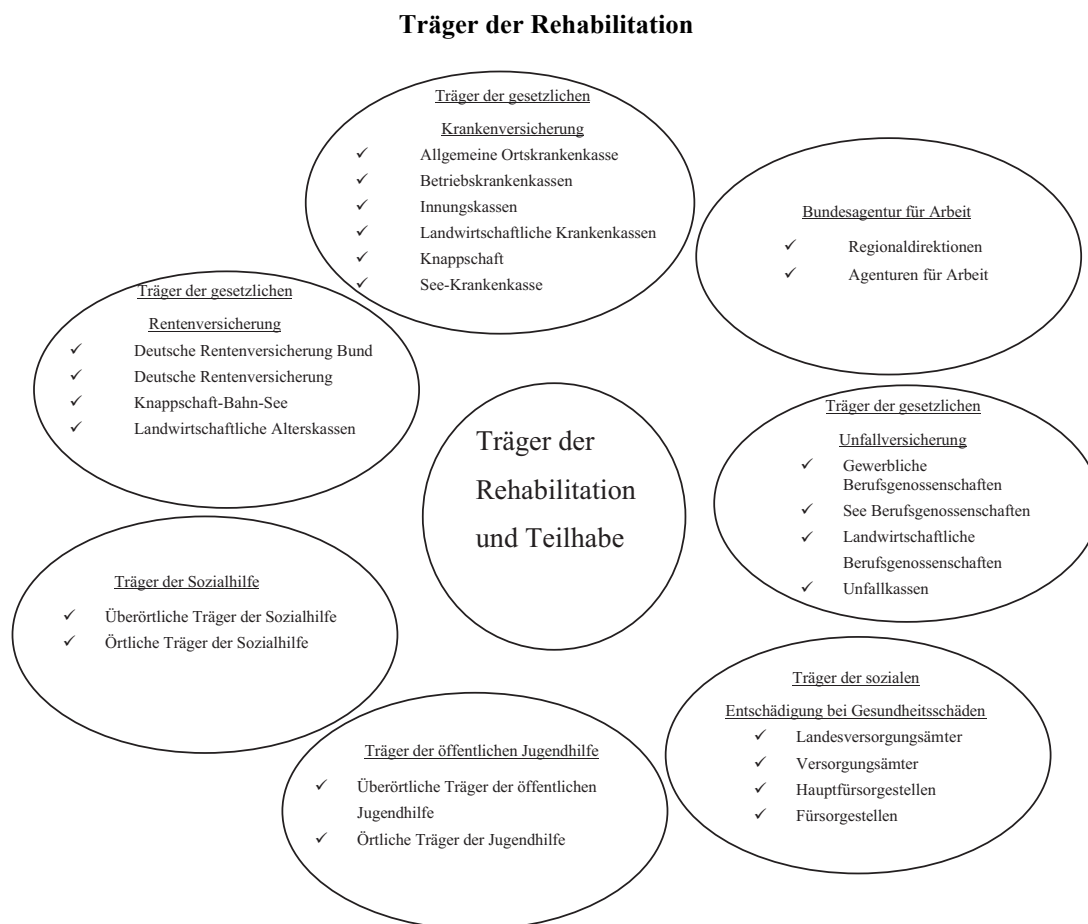 Träger der Rehabilitation
Träger der gesetzlichen
Krankenversicherung
✓ Allgemeine Ortskrankenkasse
✓ Betriebskrankenkassen
✓ Innungskassen
✓ Landwirtschaftliche Krankenkassen
✓ Knappschaft
✓ See-Krankenkasse
Bundesagentur für Arbeit
✓ Regionaldirektionen
✓ Agenturen für Arbeit
Träger der gesetzlichen
Rentenversicherung
✓ Deutsche Rentenversicherung Bund
✓ Deutsche Rentenversicherung
✓ Knappschaft-Bahn-See
✓ Landwirtschaftliche Alterskassen
Träger der
Rehabilitation
und Teilhabe
Träger der gesetzlichen
Unfallversicherung
✓ Gewerbliche
Berufsgenossenschaften
✓ See Berufsgenossenschaften
✓ Landwirtschaftliche
Berufsgenossenschaften
✓ Unfallkassen
Träger der Sozialhilfe
✓ Überörtliche Träger der Sozialhilfe
✓ Örtliche Träger der Sozialhilfe
Träger der sozialen
Entschädigung bei Gesundheitsschäden
✓ Landesversorgungsämter
✓ Versorgungsämter
✓ Hauptfürsorgestellen
✓ Fürsorgestellen
Träger der öffentlichen Jugendhilfe
✓ Überörtliche Träger der öffentlichen
Jugendhilfe
✓ Örtliche Träger der Jugendhilfe